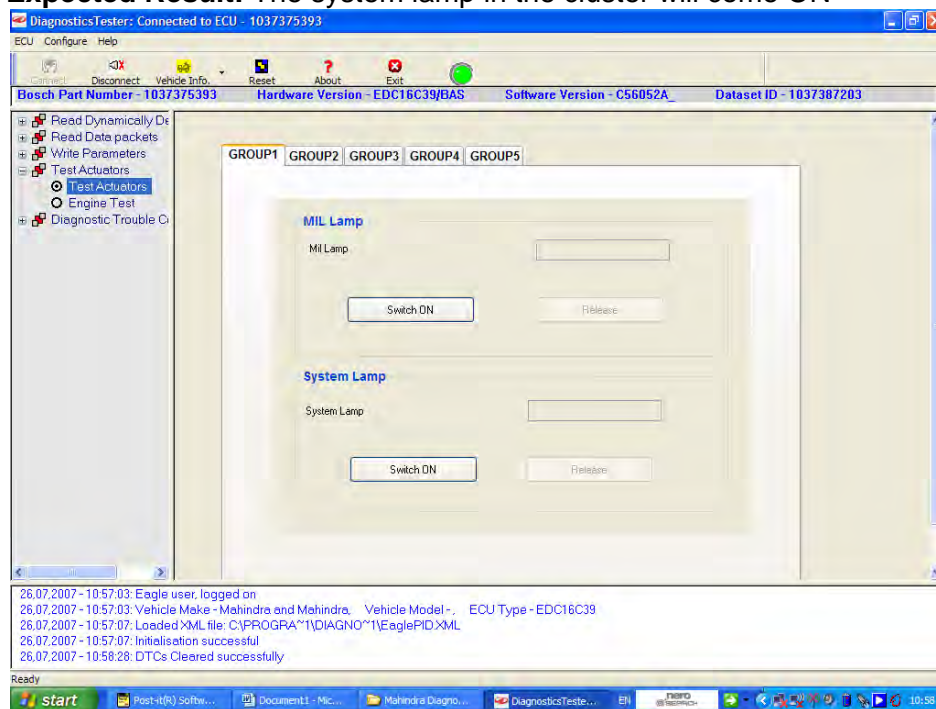 Expected Result: The system lamp in the cluster will come ON
DiagnosticsTester: Connected to ECU - 1037375393
ECU Configure Help
Connect Disconnect Vehicle Info. Reset About Exit
Bosch Part Number - 1037375393 Hardware Version - EDC16C39/BAS Software Version - C56052A_ Dataset ID - 1037387203
Read Dynamically De
Read Data packets
Write Parameters
Test Actuators
Test Actuators
Engine Test
Diagnostic Trouble C
GROUP1 GROUP2 GROUP3 GROUP4 GROUP5
MIL Lamp
Mil Lamp
Switch ON Release
System Lamp
System Lamp
Switch ON Release
26,07,2007 - 10:57:03: Eagle user, logged on
26,07,2007 - 10:57:03: Vehicle Make - Mahindra and Mahindra, Vehicle Model - , ECU Type - EDC16C39
26,07,2007 - 10:57:07: Loaded XML file: C:\PROGRA~1\DIAGNO~1\EaglePID.XML
26,07,2007 - 10:57:07: Initialisation successful
26,07,2007 - 10:58:28: DTCs Cleared successfully
Ready
start Post-it(R) Softw... Document1 - Mic... Mahindra Diagno... DiagnosticsTeste... EN nero SEARCH 10:58